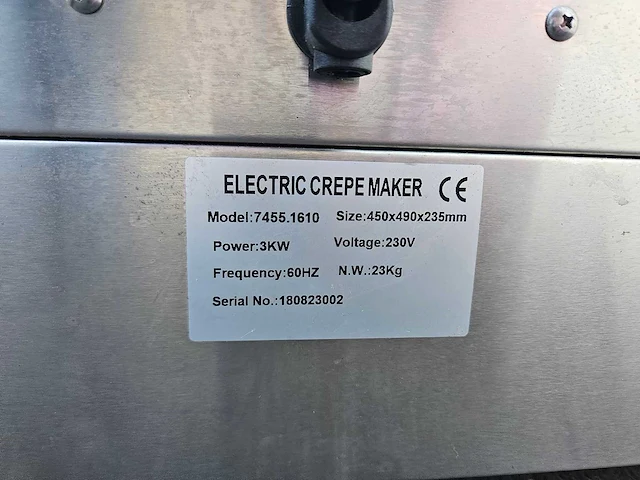 ELECTRIC CREPE MAKER CE
Model:7455.1610 Size:450x490x235mm
Power:3KW Voltage:230V
Frequency:60HZ N.W.:23Kg
Serial No.:180823002